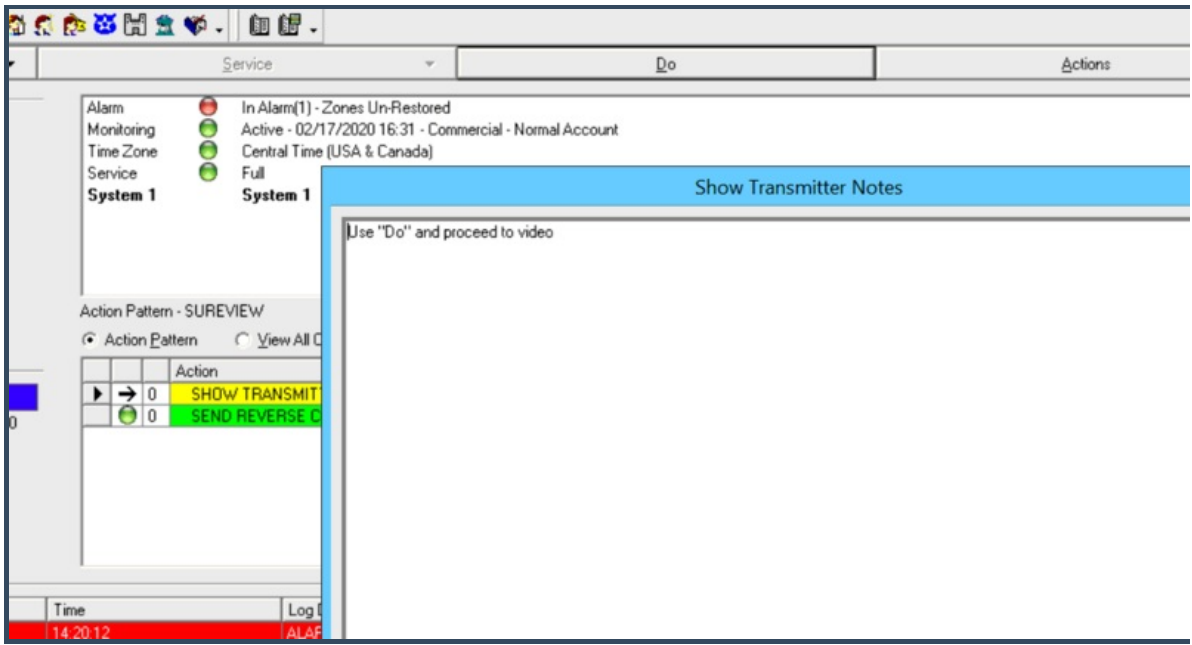 Service
Do
Actions
Alarm In Alarm(1) - Zones Un-Restored
Monitoring Active - 02/17/2020 16:31 - Commercial - Normal Account
Time Zone Central Time (USA & Canada)
Service Full
System 1 System 1
Show Transmitter Notes
Use "Do" and proceed to video
Action Pattern - SUREVIEW
Action Pattern View All
Action
0 SHOW TRANSMITT
0 SEND REVERSE C
0
Time Log
14:20:12 ALAR